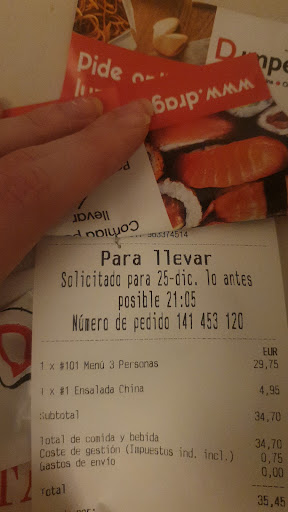 Pide
www.drag
Para llevar
Solicitado para 25-dic. lo antes
posible 21:05
Número de pedido 141 453 120
EUR
1 x #101 Menú 3 Personas 29,75
1 x #1 Ensalada China 4,95
Subtotal 34,70
Total de comida y bebida 34,70
Coste de gestión (Impuestos ind. incl.) 0,75
Gastos de envío 0,00
Total 35,45